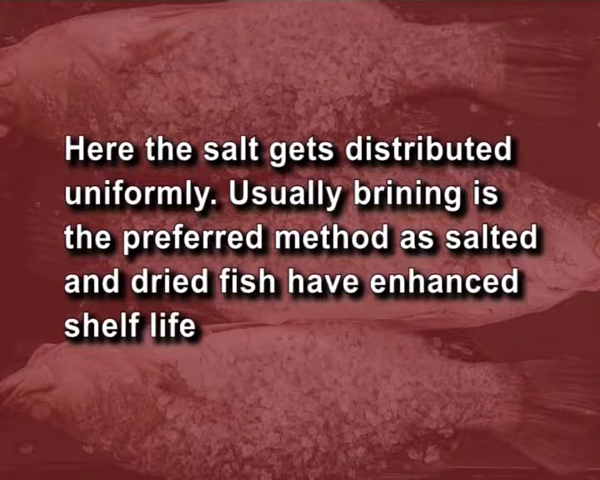 Here the salt gets distributed
uniformly. Usually brining is
the preferred method as salted
and dried fish have enhanced
shelf life